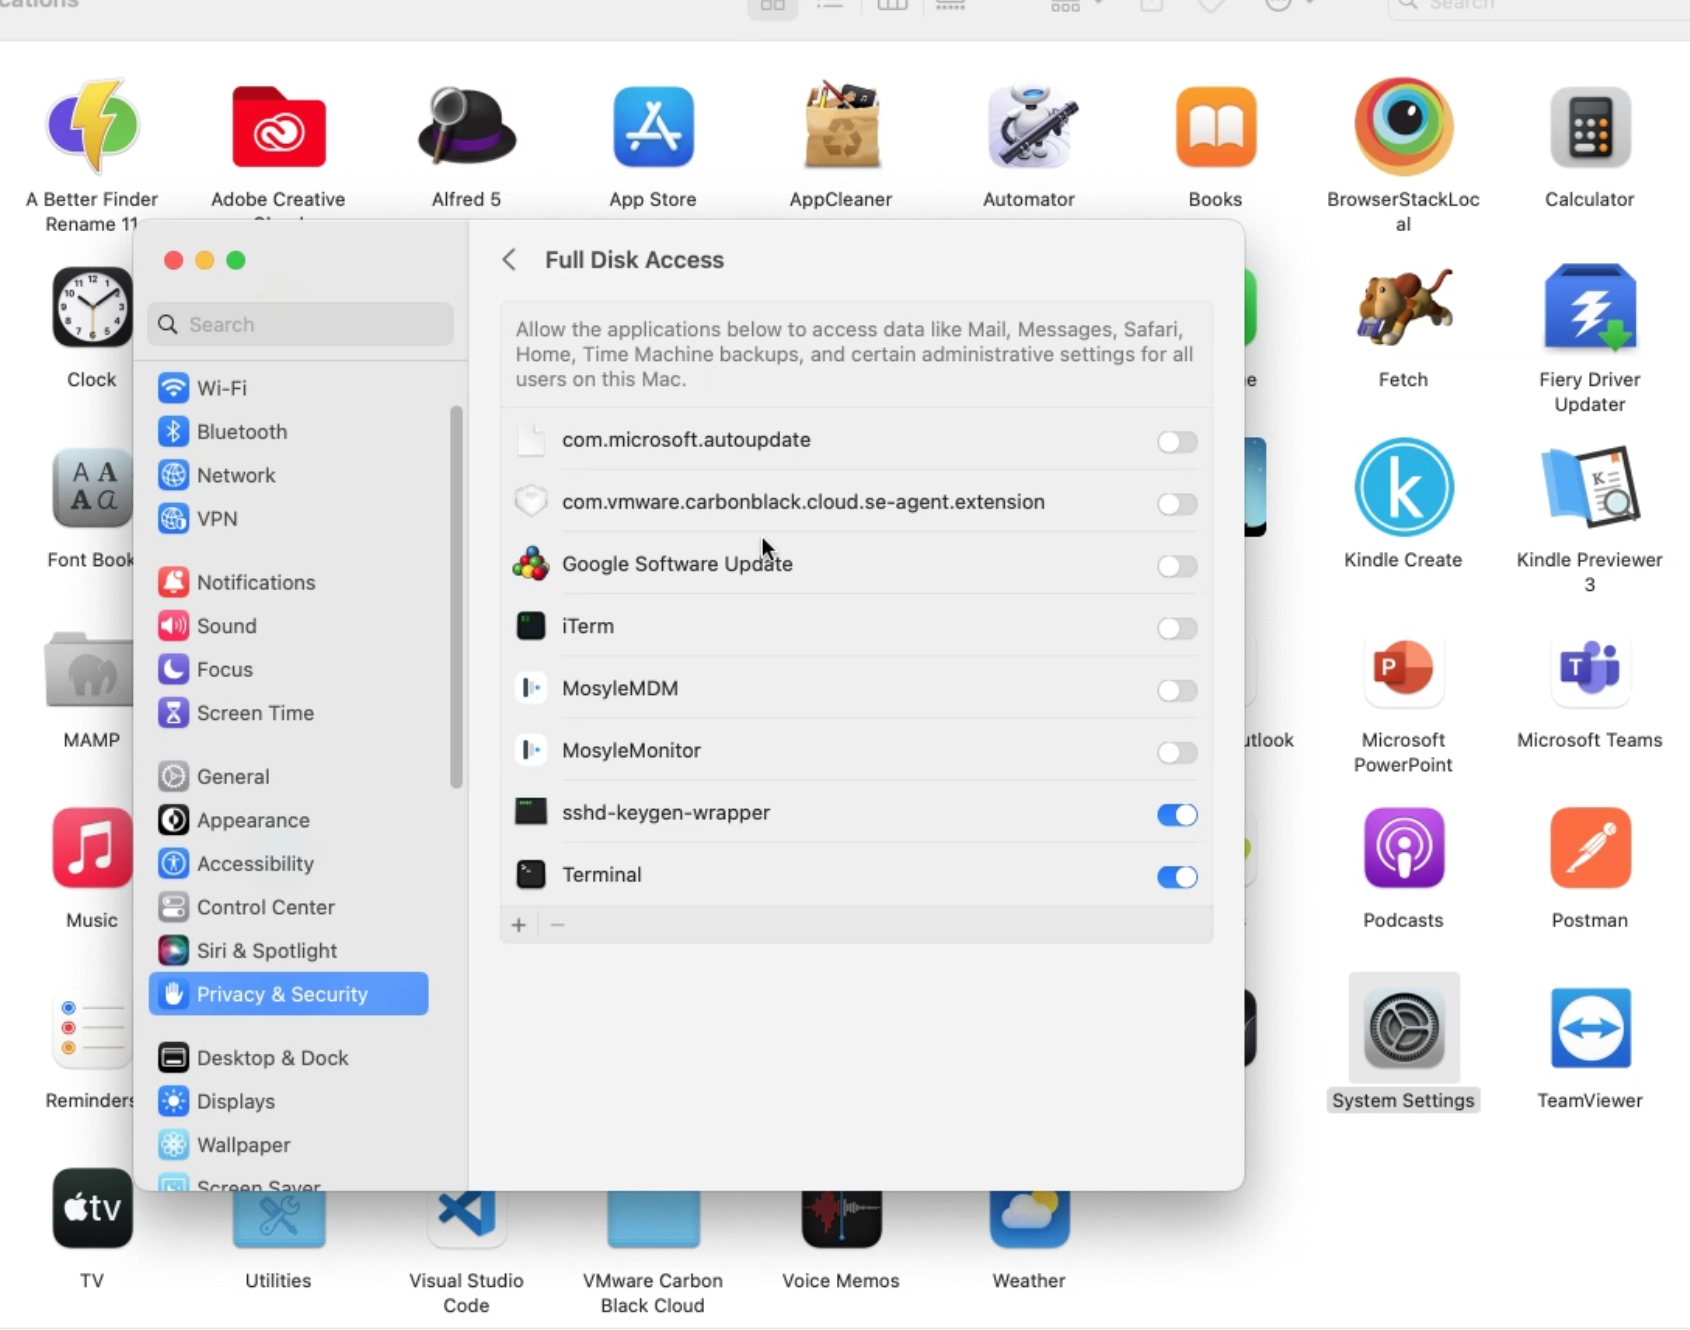 Search
A Better Finder
Rename 11
Adobe Creative
Alfred 5
App Store
AppCleaner
Automator
Books
BrowserStackLoc
al
Calculator
Full Disk Access
Search
Allow the applications below to access data like Mail, Messages, Safari,
Home, Time Machine backups, and certain administrative settings for all
users on this Mac.
Wi-Fi
Bluetooth
Network
VPN
Notifications
Sound
Focus
Screen Time
General
Appearance
Accessibility
Control Center
Siri & Spotlight
Privacy & Security
Desktop & Dock
Displays
Wallpaper
Screen Saver
com.microsoft.autoupdate
com.vmware.carbonblack.cloud.se-agent.extension
Google Software Update
iTerm
MosyleMDM
MosyleMonitor
sshd-keygen-wrapper
Terminal
Clock
Fetch
Fiery Driver
Updater
Font Book
Kindle Create
Kindle Previewer
3
MAMP
utlook
Microsoft
PowerPoint
Microsoft Teams
Music
Podcasts
Postman
Reminders
System Settings
TeamViewer
tv
TV
Utilities
Visual Studio
Code
VMware Carbon
Black Cloud
Voice Memos
Weather